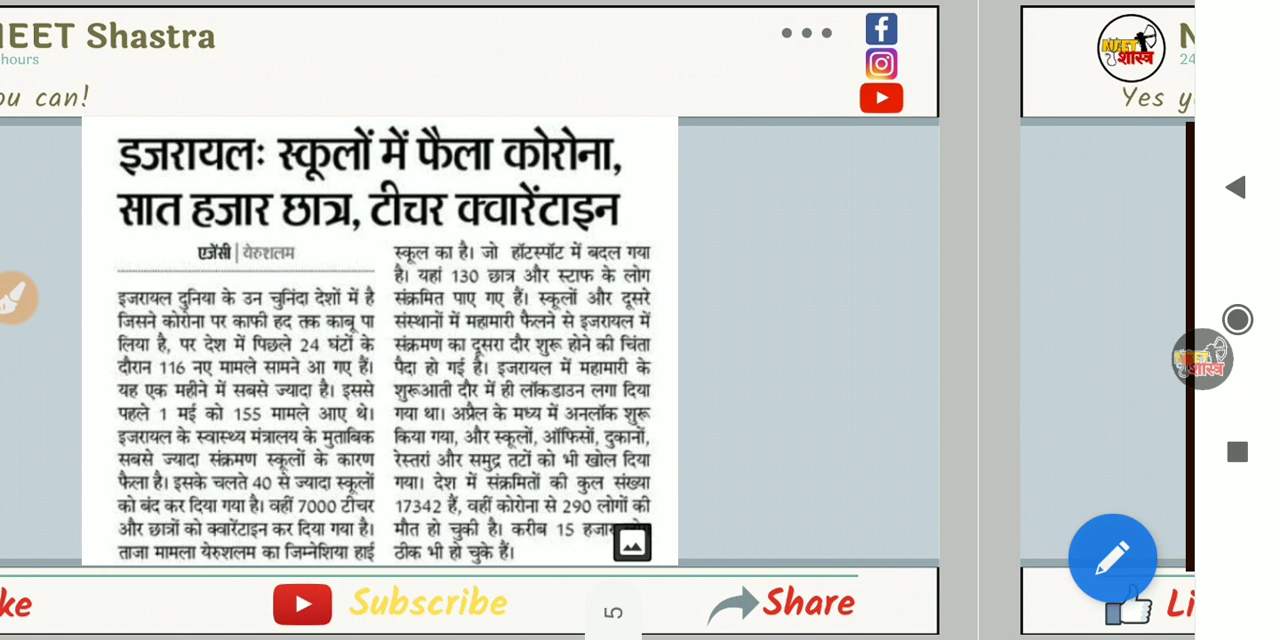 NEET Shastra
hours
ou can!
इजरायलः स्कूलों में फैला कोरोना,
सात हजार छात्र, टीचर क्वारेंटाइन
एजेंसी | येरुशलम
इजरायल दुनिया के उन चुनिंदा देशों में है
जिसने कोरोना पर काफी हद तक काबू पा
लिया है, पर देश में पिछले 24 घंटों के
दौरान 116 नए मामले सामने आ गए हैं।
यह एक महीने में सबसे ज्यादा है। इससे
पहले 1 मई को 155 मामले आए थे।
इजरायल के स्वास्थ्य मंत्रालय के मुताबिक
सबसे ज्यादा संक्रमण स्कूलों के कारण
फैला है। इसके चलते 40 से ज्यादा स्कूलों
को बंद कर दिया गया है। वहीं 7000 टीचर
और छात्रों को क्वारेंटाइन कर दिया गया है।
ताजा मामला येरुशलम का जिम्नेशिया हाई
स्कूल का है। जो हॉटस्पॉट में बदल गया
है। यहां 130 छात्र और स्टाफ के लोग
संक्रमित पाए गए हैं। स्कूलों और दूसरे
संस्थानों में महामारी फैलने से इजरायल में
संक्रमण का दूसरा दौर शुरू होने की चिंता
पैदा हो गई है। इजरायल में महामारी के
शुरूआती दौर में ही लॉकडाउन लगा दिया
गया था। अप्रैल के मध्य में अनलॉक शुरू
किया गया, और स्कूलों, ऑफिसों, दुकानों,
रेस्तरां और समुद्र तटों को भी खोल दिया
गया। देश में संक्रमितों की कुल संख्या
17342 हैं, वहीं कोरोना से 290 लोगों की
मौत हो चुकी है। करीब 15 हजार
ठीक भी हो चुके हैं।
ke
Subscribe
5
Share
NEET
शास्त्र
N
24
Yes y
NEET
शास्त्र
Li